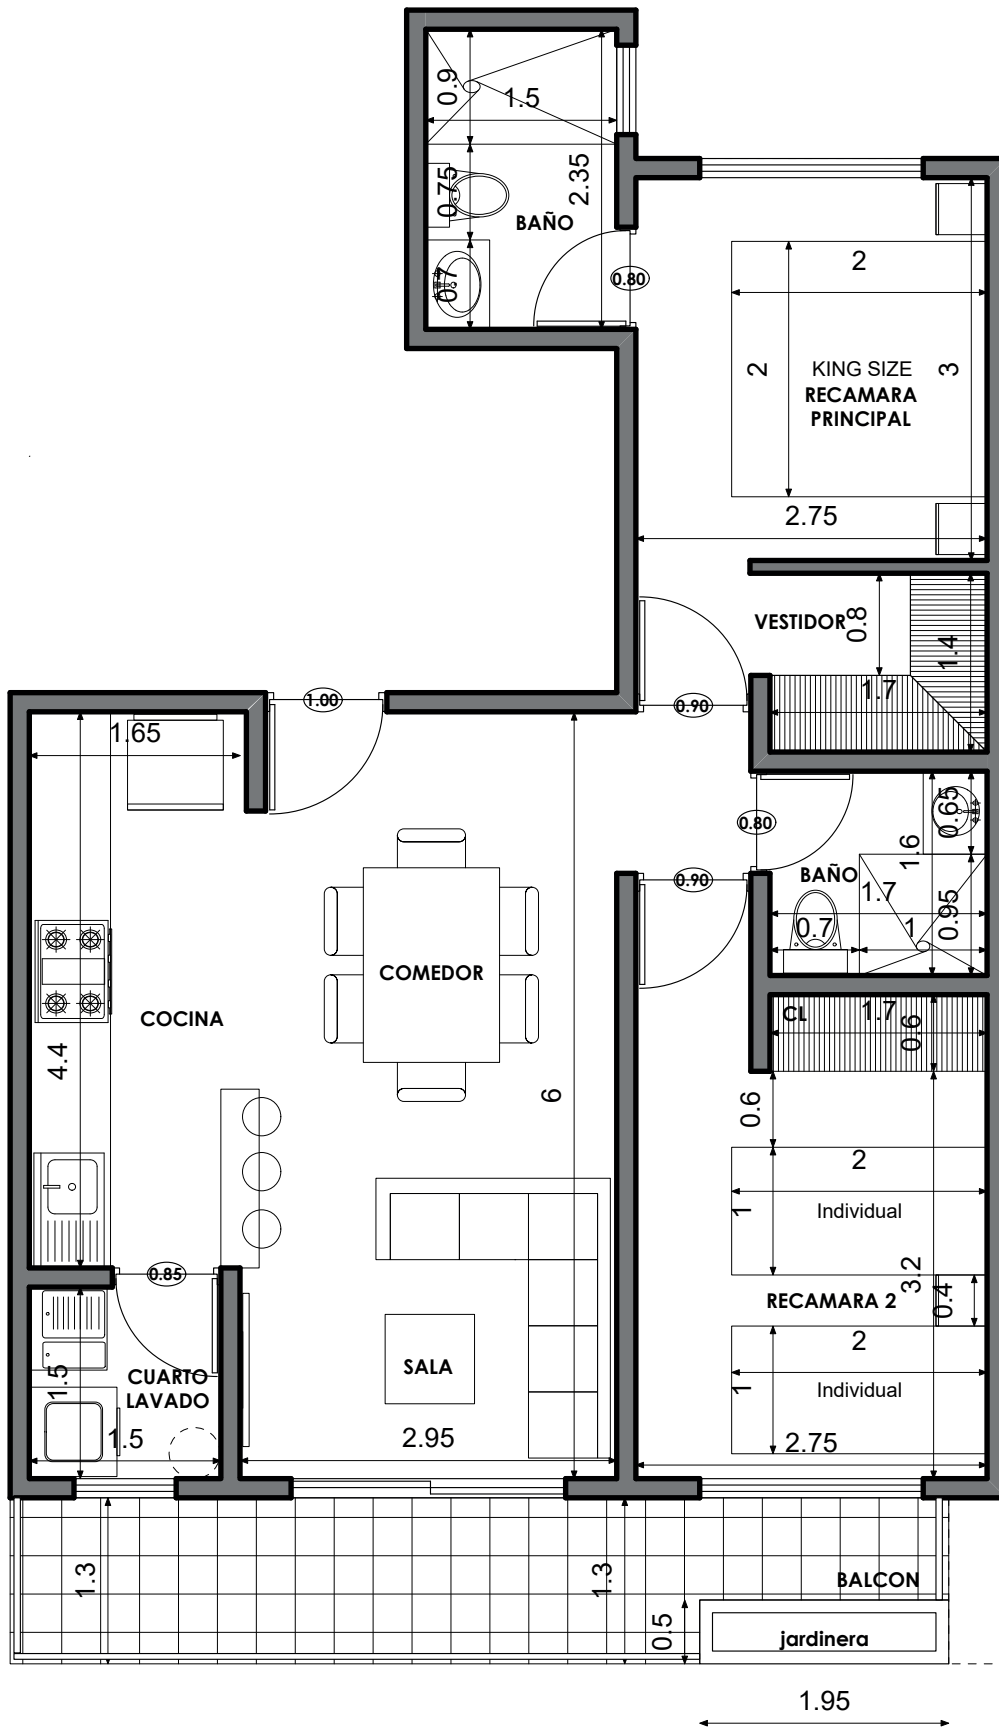 0.9
1.5
0.75
2.35
BAÑO
0.7
0.80
2
2
KING SIZE
3
RECAMARA
PRINCIPAL
2.75
VESTIDOR
0.8
1.4
1.7
1.00
0.90
1.65
0.80
0.65
1.6
BAÑO
0.90
1.7
0.95
0.7
1
COMEDOR
COCINA
CL
1.7
0.6
4.4
6
0.6
2
1
Individual
3.2
0.85
RECAMARA 2
0.4
2
SALA
CUARTO
LAVADO
1.5
1
Individual
1.5
2.95
2.75
1.3
1.3
BALCON
0.5
jardinera
1.95